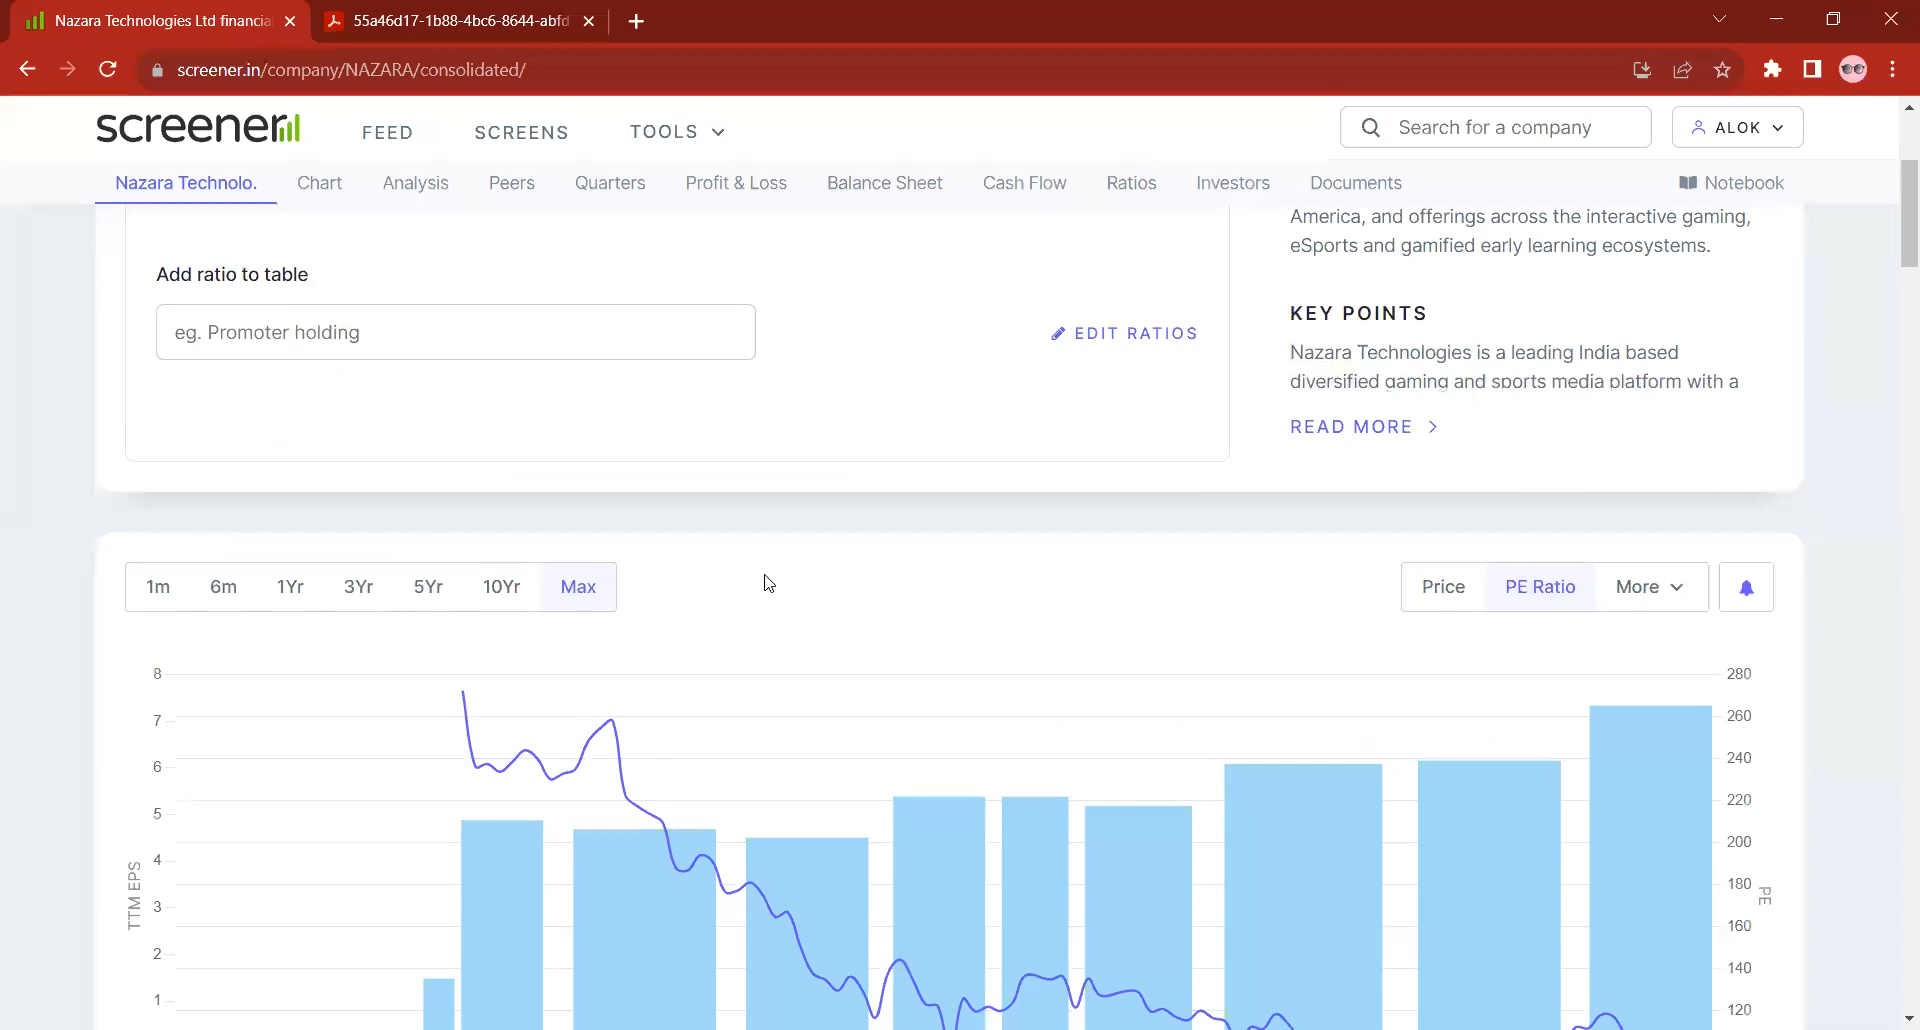 Nazara Technologies Ltd financia
55a46d17-1b88-4bc6-8644-abfd
screener.in/company/NAZARA/consolidated/
screener
FEED
SCREENS
TOOLS
Search for a company
ALOK
Nazara Technolo.
Chart
Analysis
Peers
Quarters
Profit & Loss
Balance Sheet
Cash Flow
Ratios
Investors
Documents
Notebook
America, and offerings across the interactive gaming,
eSports and gamified early learning ecosystems.
Add ratio to table
eg. Promoter holding
EDIT RATIOS
KEY POINTS
Nazara Technologies is a leading India based
diversified gaming and sports media platform with a
READ MORE
1m
6m
1Yr
3Yr
5Yr
10Yr
Max
Price
PE Ratio
More
8
7
6
5
4
3
2
1
TTM EPS
280
260
240
220
200
180
160
140
120
PE